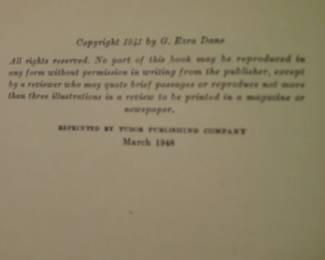 Copyright 1941 by G. Ezra Dane
All rights reserved. No part of this book may be reproduced in
any form without permission in writing from the publisher, except
by a reviewer who may quote brief passages or reproduce not more
than three illustrations in a review to be printed in a magazine or
newspaper.
REPRINTED BY TUDOR PUBLISHING COMPANY
March 1948